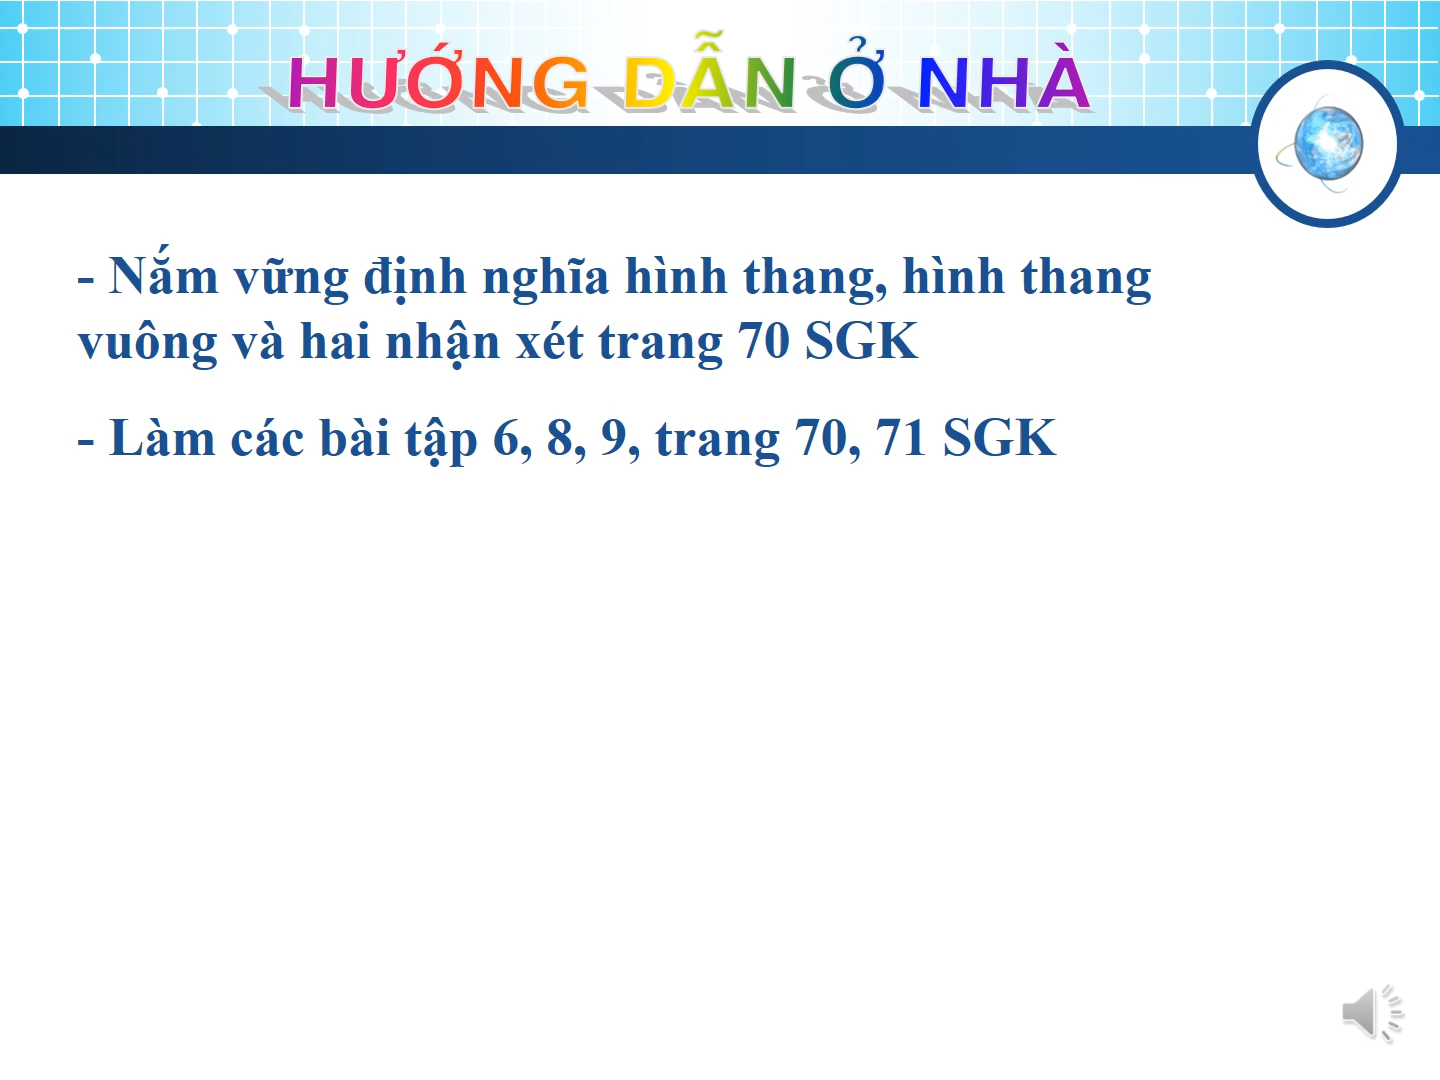 HƯỚNG DẪN Ở NHÀ
- Nắm vững định nghĩa hình thang, hình thang
vuông và hai nhận xét trang 70 SGK
- Làm các bài tập 6, 8, 9, trang 70, 71 SGK